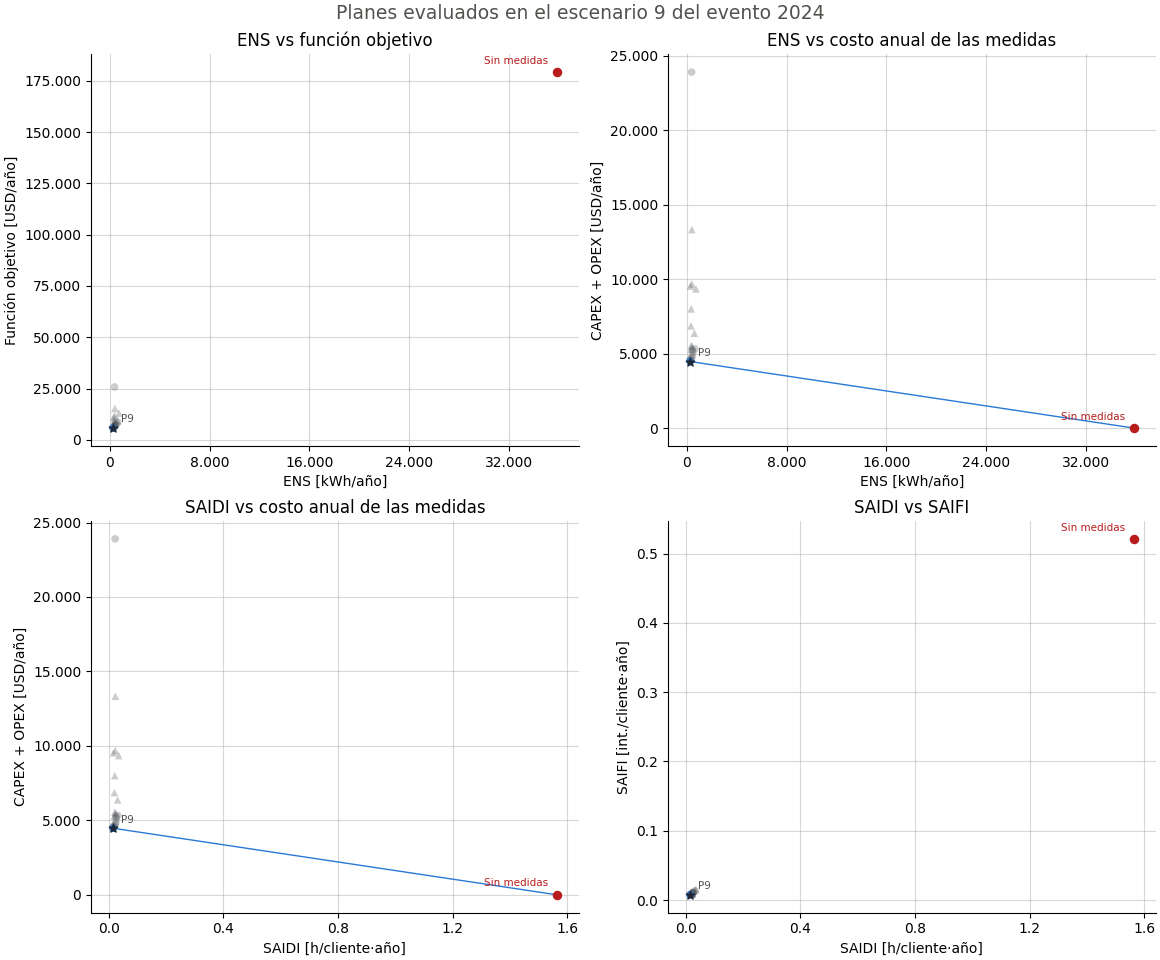 Planes evaluados en el escenario 9 del evento 2024
ENS vs función objetivo
Función objetivo [USD/año]
175.000
150.000
125.000
100.000
75.000
50.000
25.000
0
Sin medidas
P9
0 8.000 16.000 24.000 32.000
ENS [kWh/año]
ENS vs costo anual de las medidas
CAPEX + OPEX [USD/año]
25.000
20.000
15.000
10.000
5.000
0
P9
Sin medidas
0 8.000 16.000 24.000 32.000
ENS [kWh/año]
SAIDI vs costo anual de las medidas
CAPEX + OPEX [USD/año]
25.000
20.000
15.000
10.000
5.000
0
P9
Sin medidas
0.0 0.4 0.8 1.2 1.6
SAIDI [h/cliente·año]
SAIDI vs SAIFI
SAIFI [int./cliente·año]
0.5
0.4
0.3
0.2
0.1
0.0
Sin medidas
P9
0.0 0.4 0.8 1.2 1.6
SAIDI [h/cliente·año]